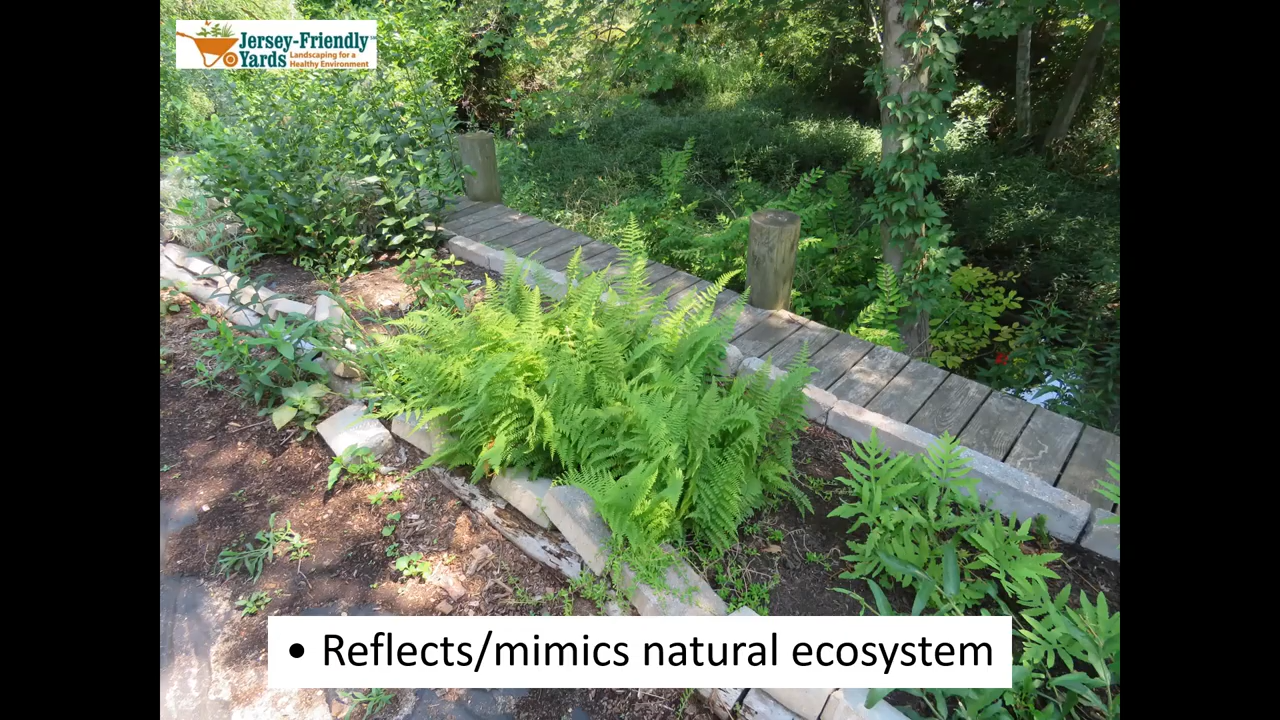 Jersey-Friendly
Yards
Landscaping for a
Healthy Environment
• Reflects/mimics natural ecosystem